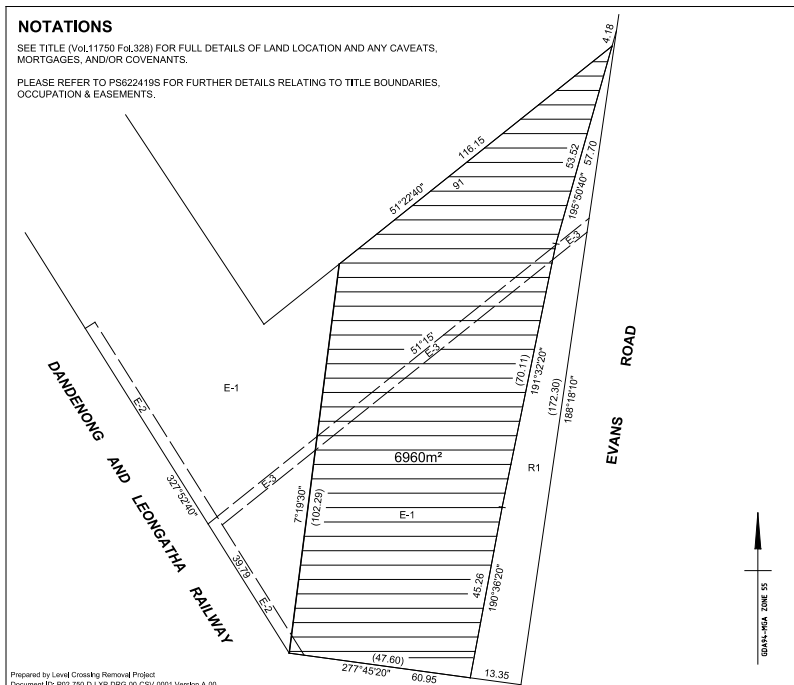 NOTATIONS
SEE TITLE (Vol.11750 Fol.328) FOR FULL DETAILS OF LAND LOCATION AND ANY CAVEATS,
MORTGAGES, AND/OR COVENANTS.
PLEASE REFER TO PS622419S FOR FURTHER DETAILS RELATING TO TITLE BOUNDARIES,
OCCUPATION & EASEMENTS.
4.18
116.15
51°22'40"
91
53.52
57.70
195°50'40"
E-3
51°15'
E-3
E-1
E-2
DANDENONG AND LEONGATHA RAILWAY
327°52'40"
E-3
39.79
E-2
7°19'30"
(102.29)
6960m²
E-1
(70.11)
191°32'20"
(172.30)
188°18'10"
EVANS ROAD
R1
45.26
190°36'20"
(47.60)
277°45'20"
60.95
13.35
GDA94-MGA ZONE 55
Prepared by Level Crossing Removal Project